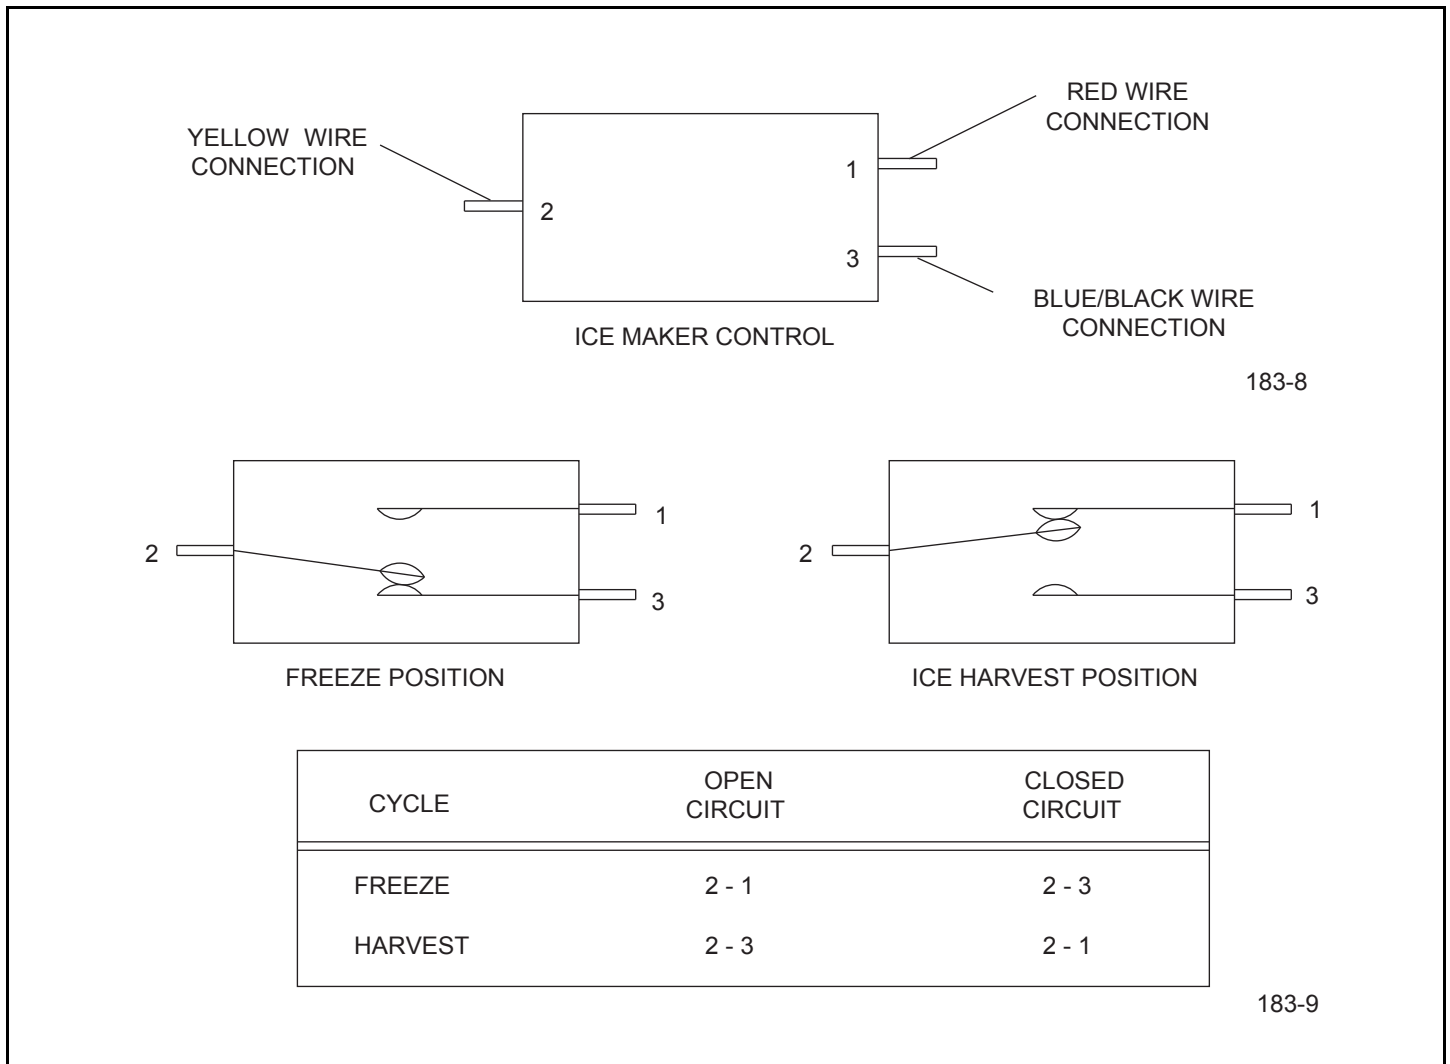 YELLOW WIRE
CONNECTION
RED WIRE
CONNECTION
1
2
3
BLUE/BLACK WIRE
CONNECTION
ICE MAKER CONTROL
183-8
2
1
3
FREEZE POSITION
2
1
3
ICE HARVEST POSITION
CYCLE OPEN CIRCUIT CLOSED CIRCUIT
FREEZE 2 - 1 2 - 3
HARVEST 2 - 3 2 - 1
183-9